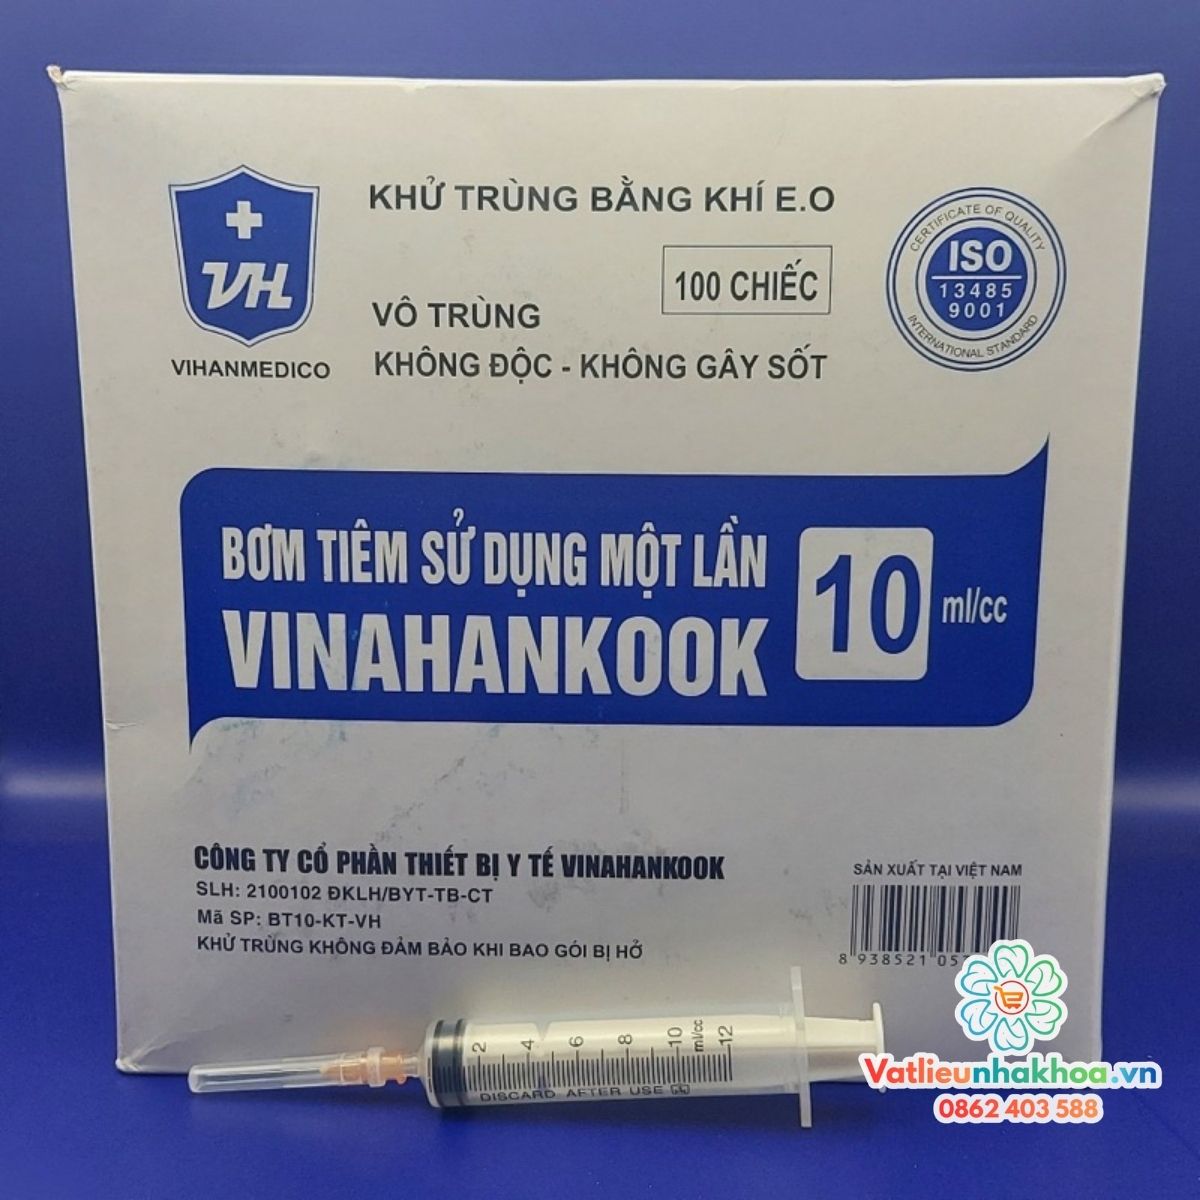 VH
VIHANMEDICO
KHỬ TRÙNG BẰNG KHÍ E.O
100 CHIẾC
VÔ TRÙNG
KHÔNG ĐỘC - KHÔNG GÂY SỐT
CERTIFICATE OF QUALITY
ISO
13485
9001
INTERNATIONAL STANDARD
BƠM TIÊM SỬ DỤNG MỘT LẦN
VINAHANKOOK
10 ml/cc
CÔNG TY CỔ PHẦN THIẾT BỊ Y TẾ VINAHANKOOK
SLH: 2100102 ĐKLH/BYT-TB-CT
Mã SP: BT10-KT-VH
KHỬ TRÙNG KHÔNG ĐẢM BẢO KHI BAO GÓI BỊ HỞ
SẢN XUẤT TẠI VIỆT NAM
8 938521
2 4 6 8 10 ml/cc 12
DISCARD AFTER USE
Vatlieunhakhoa.vn
0862 403 588